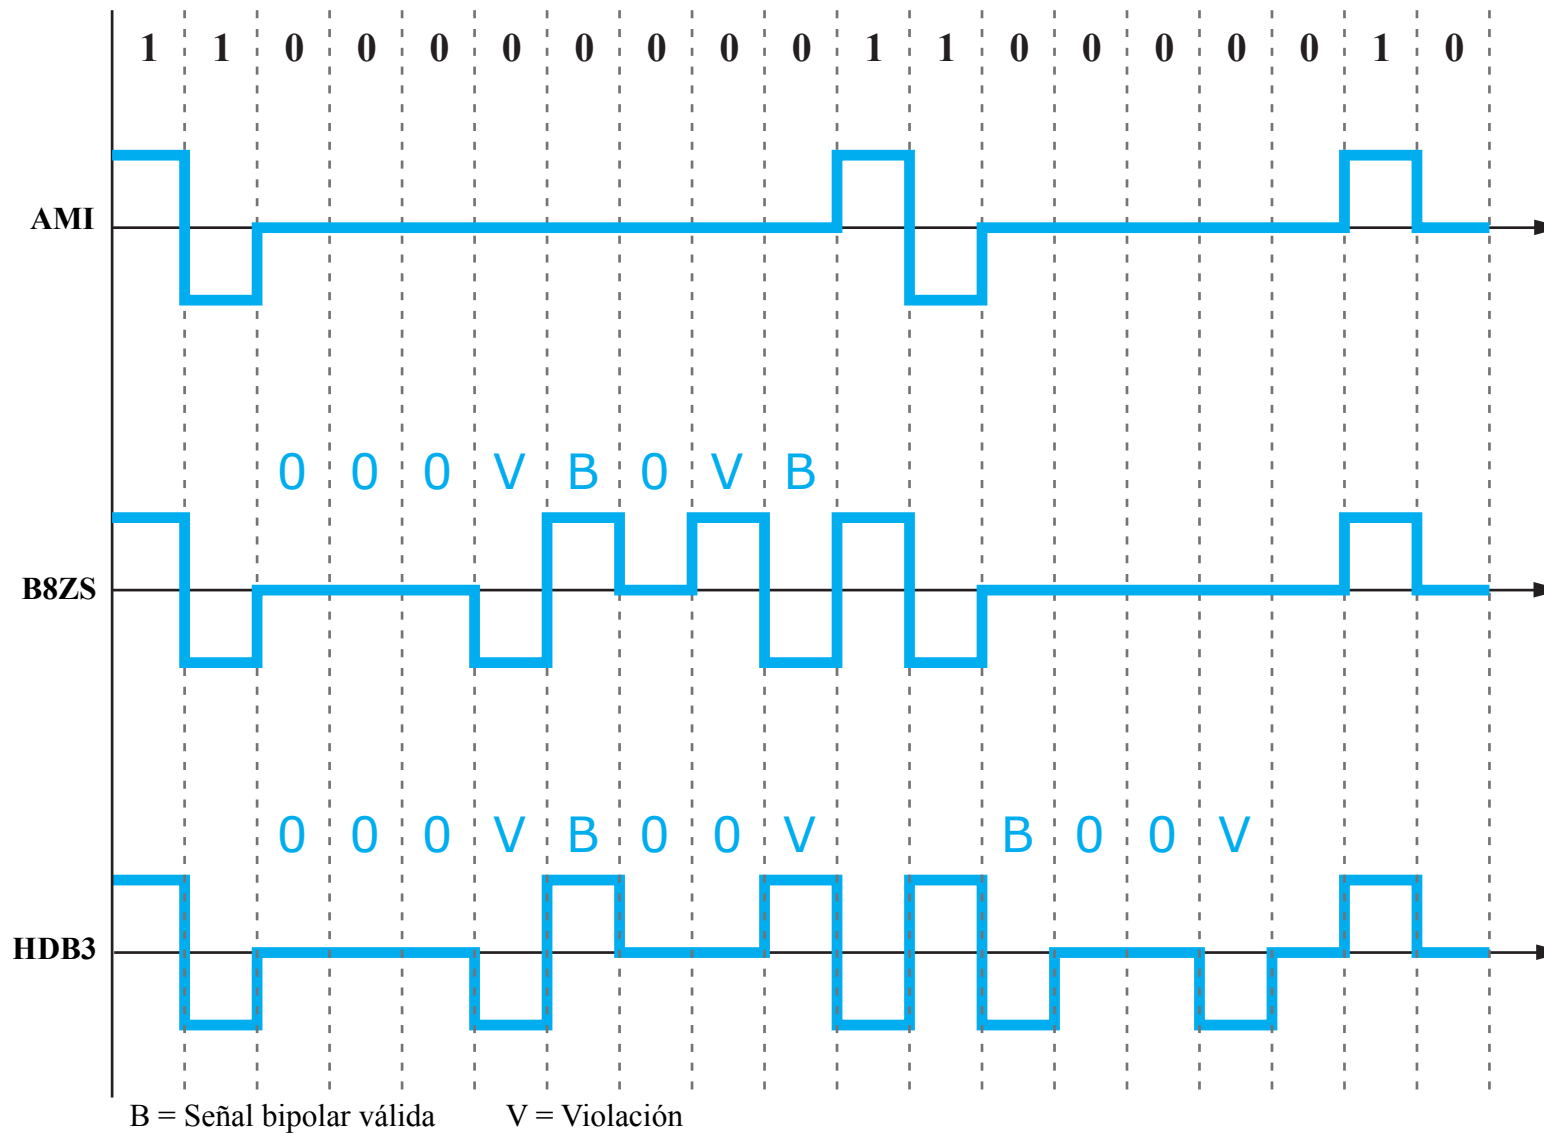 1 1 0 0 0 0 0 0 0 0 1 1 0 0 0 0 0 1 0
AMI
0 0 0 V B 0 V B
B8ZS
0 0 0 V B 0 0 V B 0 0 V
HDB3
B = Señal bipolar válida V = Violación